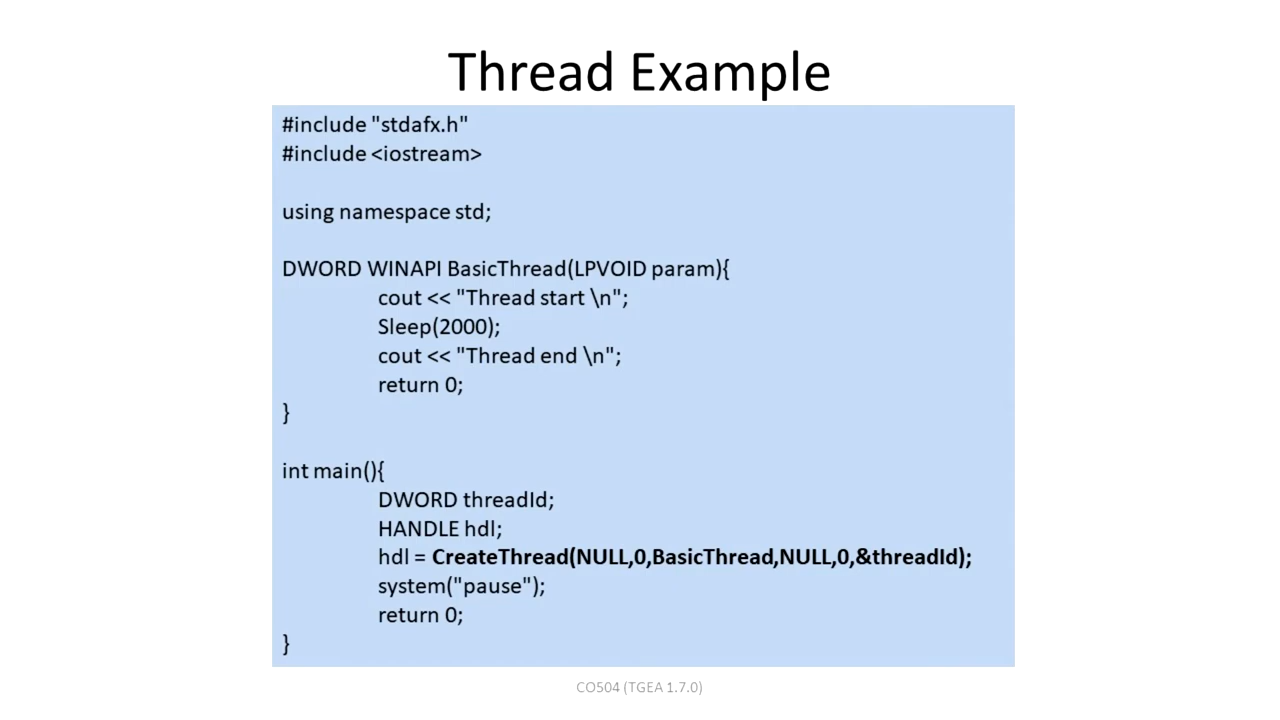 Thread Example
#include "stdafx.h"
#include <iostream>
using namespace std;
DWORD WINAPI BasicThread(LPVOID param){
cout << "Thread start \n";
Sleep(2000);
cout << "Thread end \n";
return 0;
}
int main(){
DWORD threadId;
HANDLE hdl;
hdl = CreateThread(NULL,0,BasicThread,NULL,0,&threadId);
system("pause");
return 0;
}
CO504 (TGEA 1.7.0)